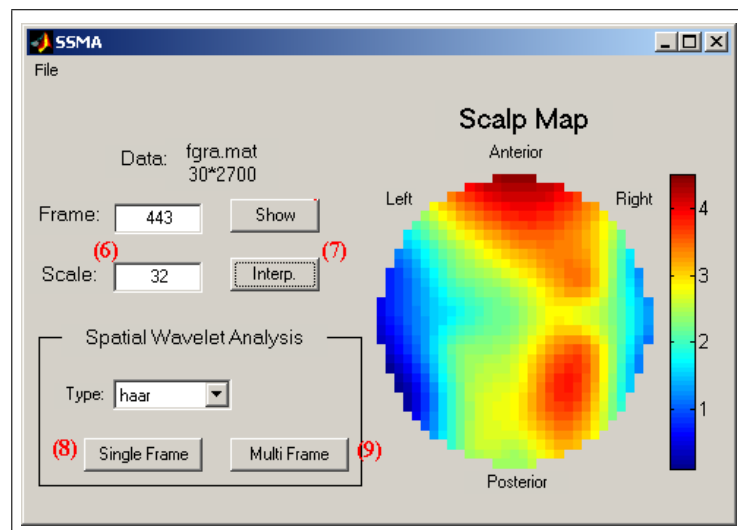 SSMA
File
Data: fgra.mat
30*2700
Frame: 443 Show
(6) (7)
Scale: 32 Interp.
Spatial Wavelet Analysis
Type: haar
(8) Single Frame Multi Frame (9)
Scalp Map
Anterior
Left Right
Posterior
4
3
2
1